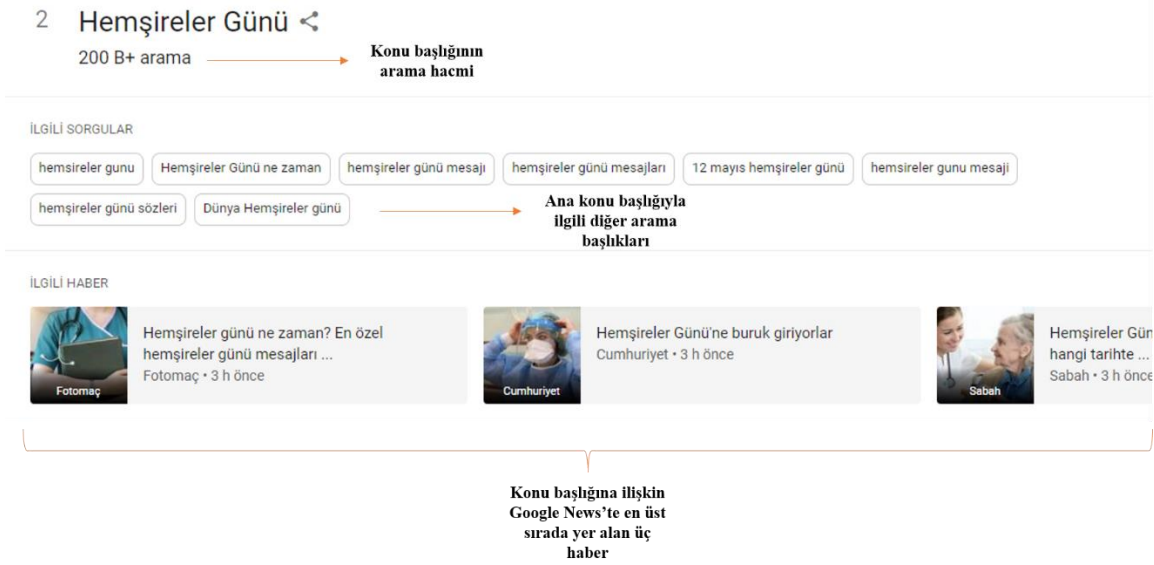 2 Hemşireler Günü
200 B+ arama
Konu başlığının
arama hacmi
İLGİLİ SORGULAR
hemsireler gunu
Hemşireler Günü ne zaman
hemşireler günü mesajı
hemşireler günü mesajları
12 mayıs hemşireler günü
hemsireler gunu mesaji
hemşireler günü sözleri
Dünya Hemşireler günü
Ana konu başlığıyla
ilgili diğer arama
başlıkları
İLGİLİ HABER
Fotomaç
Hemşireler günü ne zaman? En özel
hemşireler günü mesajları ...
Fotomaç • 3 h önce
Cumhuriyet
Hemşireler Günü'ne buruk giriyorlar
Cumhuriyet • 3 h önce
Sabah
Hemşireler Gün
hangi tarihte ...
Sabah • 3 h önce
Konu başlığına ilişkin
Google News’te en üst
sırada yer alan üç
haber